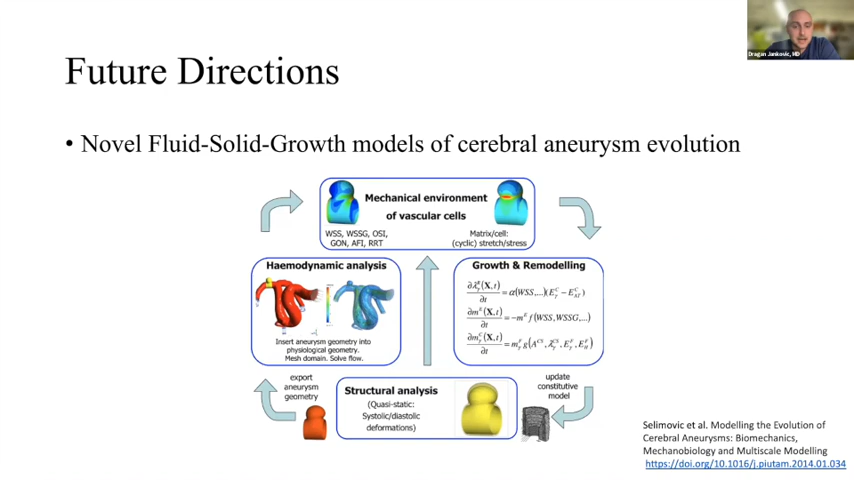 Dragan Jankovic, MD
Future Directions
• Novel Fluid-Solid-Growth models of cerebral aneurysm evolution
Mechanical environment
of vascular cells
WSS, WSSG, OSI,
GON, AFI, RRT
Matrix/cell:
(cyclic) stretch/stress
Haemodynamic analysis
Insert aneurysm geometry into
physiological geometry.
Mesh domain. Solve flow.
Growth & Remodelling
export
aneurysm
geometry
Structural analysis
(Quasi-static:
Systolic/diastolic
deformations)
update
constitutive
model
Selimovic et al. Modelling the Evolution of
Cerebral Aneurysms: Biomechanics,
Mechanobiology and Multiscale Modelling
https://doi.org/10.1016/j.piutam.2014.01.034